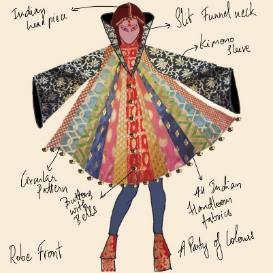 Indian
head piece
Slit Funnel neck
Kimono
Sleeve
Circular
Pattern
Buttons
with
Bells
All Indian
Handloom
fabrics
Robe Front
A Party of Colours